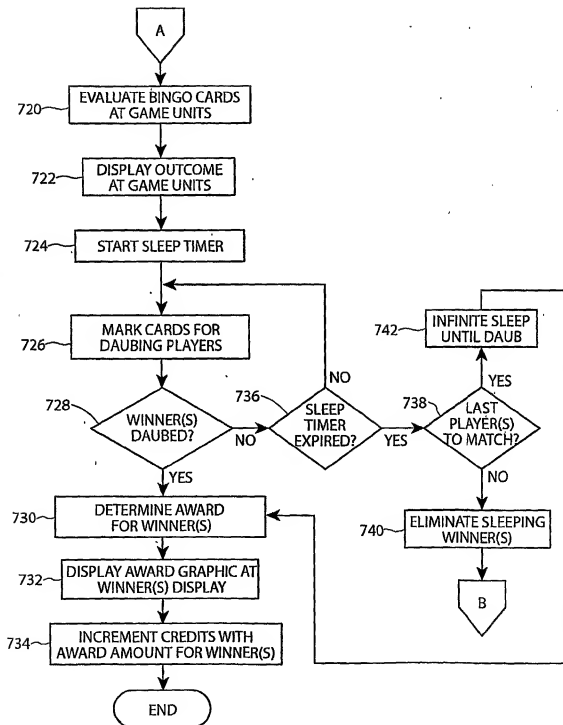 A
720
EVALUATE BINGO CARDS
AT GAME UNITS
722
DISPLAY OUTCOME
AT GAME UNITS
724
START SLEEP TIMER
726
MARK CARDS FOR
DAUBING PLAYERS
742
INFINITE SLEEP
UNTIL DAUB
728
WINNER(S)
DAUBED?
NO
YES
736
SLEEP
TIMER
EXPIRED?
NO
YES
738
LAST
PLAYER(S)
TO MATCH?
YES
NO
730
DETERMINE AWARD
FOR WINNER(S)
740
ELIMINATE SLEEPING
WINNER(S)
732
DISPLAY AWARD GRAPHIC AT
WINNER(S) DISPLAY
B
734
INCREMENT CREDITS WITH
AWARD AMOUNT FOR WINNER(S)
END